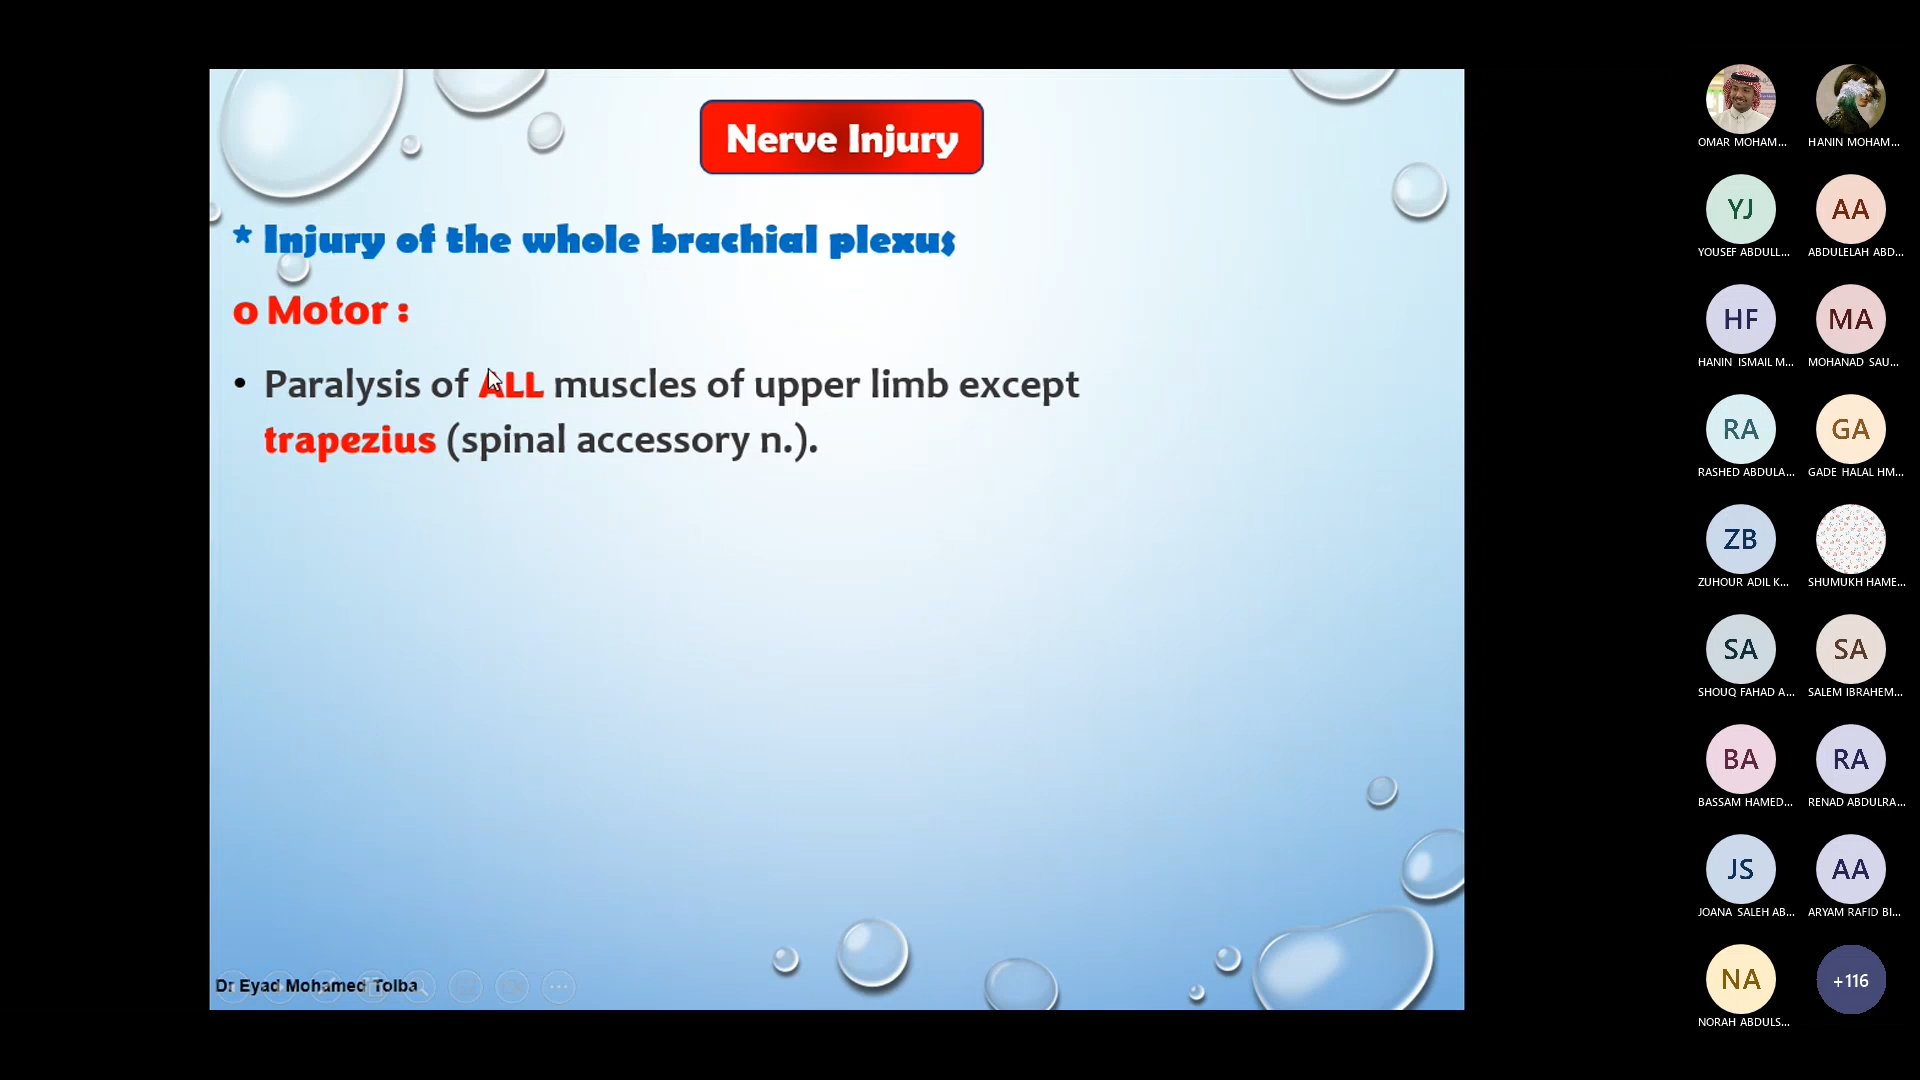 Nerve Injury
* Injury of the whole brachial plexus
o Motor :
• Paralysis of ALL muscles of upper limb except
trapezius (spinal accessory n.).
Dr Eyad Mohamed Tolba
OMAR MOHAM...
HANIN MOHAM...
YJ
AA
YOUSEF ABDULL...
ABDULELAH ABD...
HF
MA
HANIN ISMAIL M...
MOHANAD SAU...
RA
GA
RASHED ABDULA...
GADE HALAL HM...
ZB
ZUHOUR ADIL K...
SHUMUKH HAME...
SA
SA
SHOUQ FAHAD A...
SALEM IBRAHEM...
BA
RA
BASSAM HAMED...
RENAD ABDULRA...
JS
AA
JOANA SALEH AB...
ARYAM RAFID BI...
NA
+116
NORAH ABDULS...